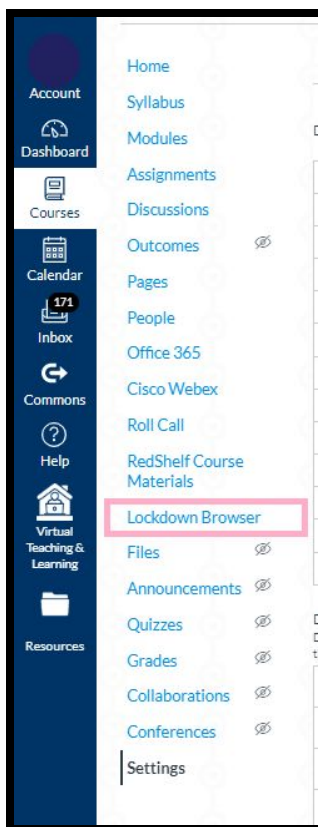 Account
Dashboard
Courses
Calendar
171
Inbox
Commons
Help
Virtual
Teaching &
Learning
Resources
Home
Syllabus
Modules
Assignments
Discussions
Outcomes
Pages
People
Office 365
Cisco Webex
Roll Call
RedShelf Course
Materials
Lockdown Browser
Files
Announcements
Quizzes
Grades
Collaborations
Conferences
Settings